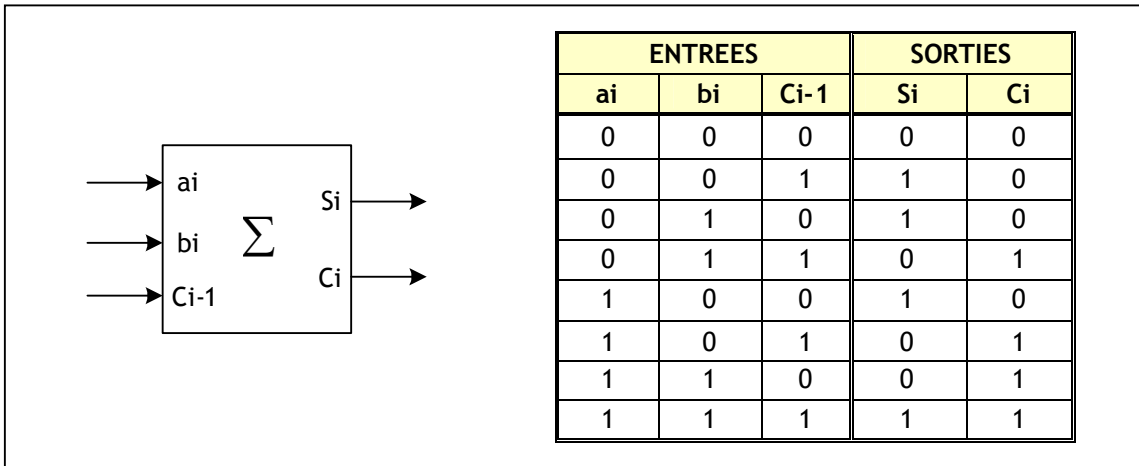 ai
bi
Ci-1
∑
Si
Ci
ENTREES SORTIES
ai bi Ci-1 Si Ci
0 0 0 0 0
0 0 1 1 0
0 1 0 1 0
0 1 1 0 1
1 0 0 1 0
1 0 1 0 1
1 1 0 0 1
1 1 1 1 1